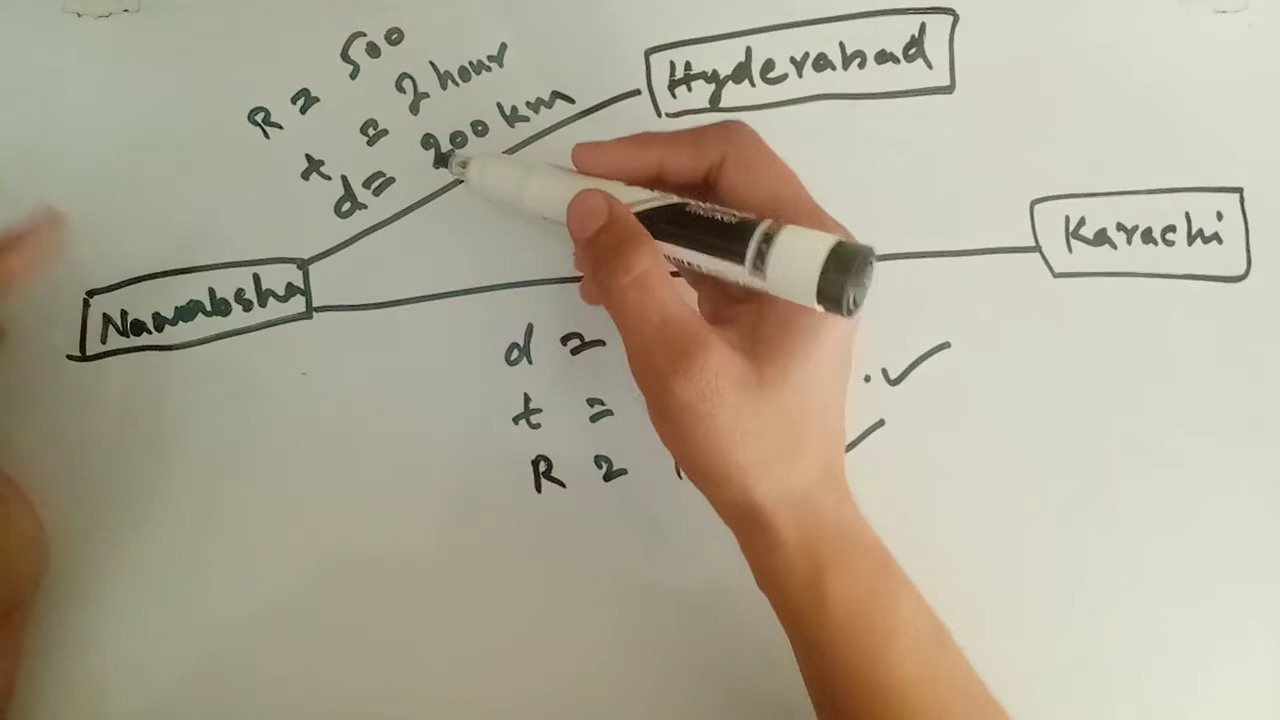 R = 500
t = 2 hour
d = 200 km
Hyderabad
Karachi
Nawabsha
d =
t =
R =